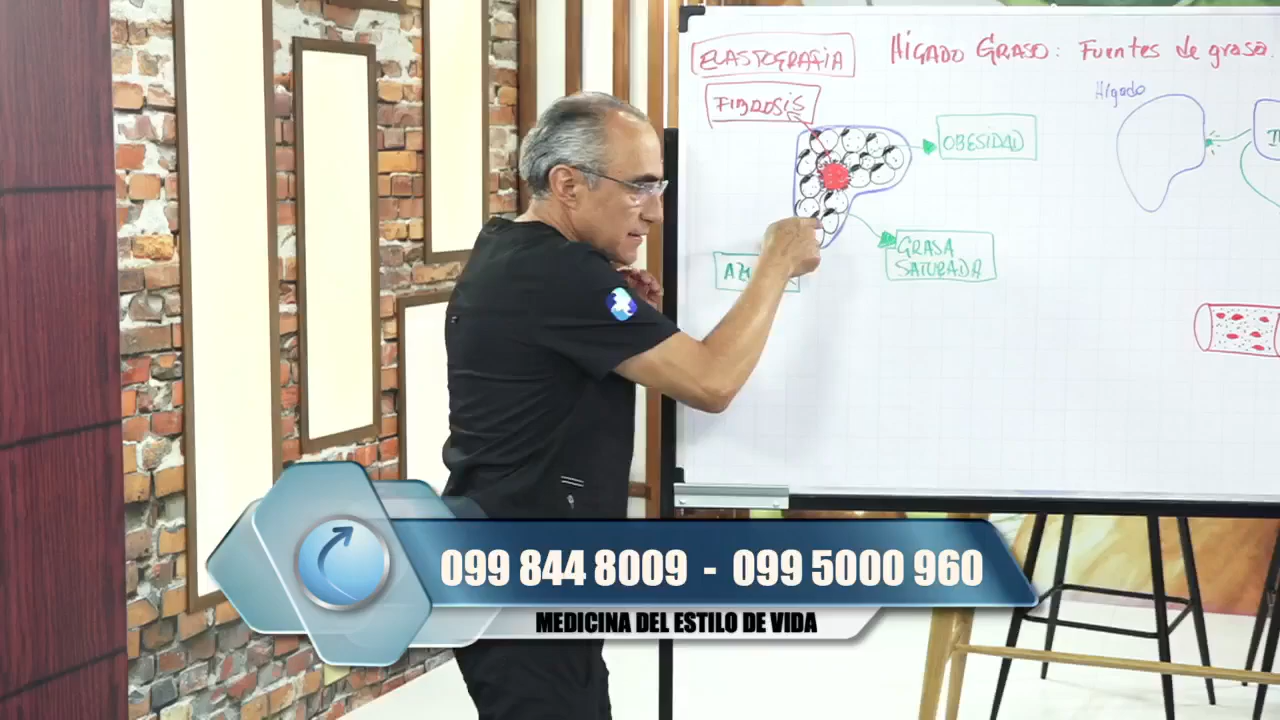 ELASTOGRAFIA
HÍGADO GRASO: Fuentes de grasa.
FIBROSIS
Hígado
OBESIDAD
GRASA
SATURADA
099 844 8009 - 099 5000 960
MEDICINA DEL ESTILO DE VIDA